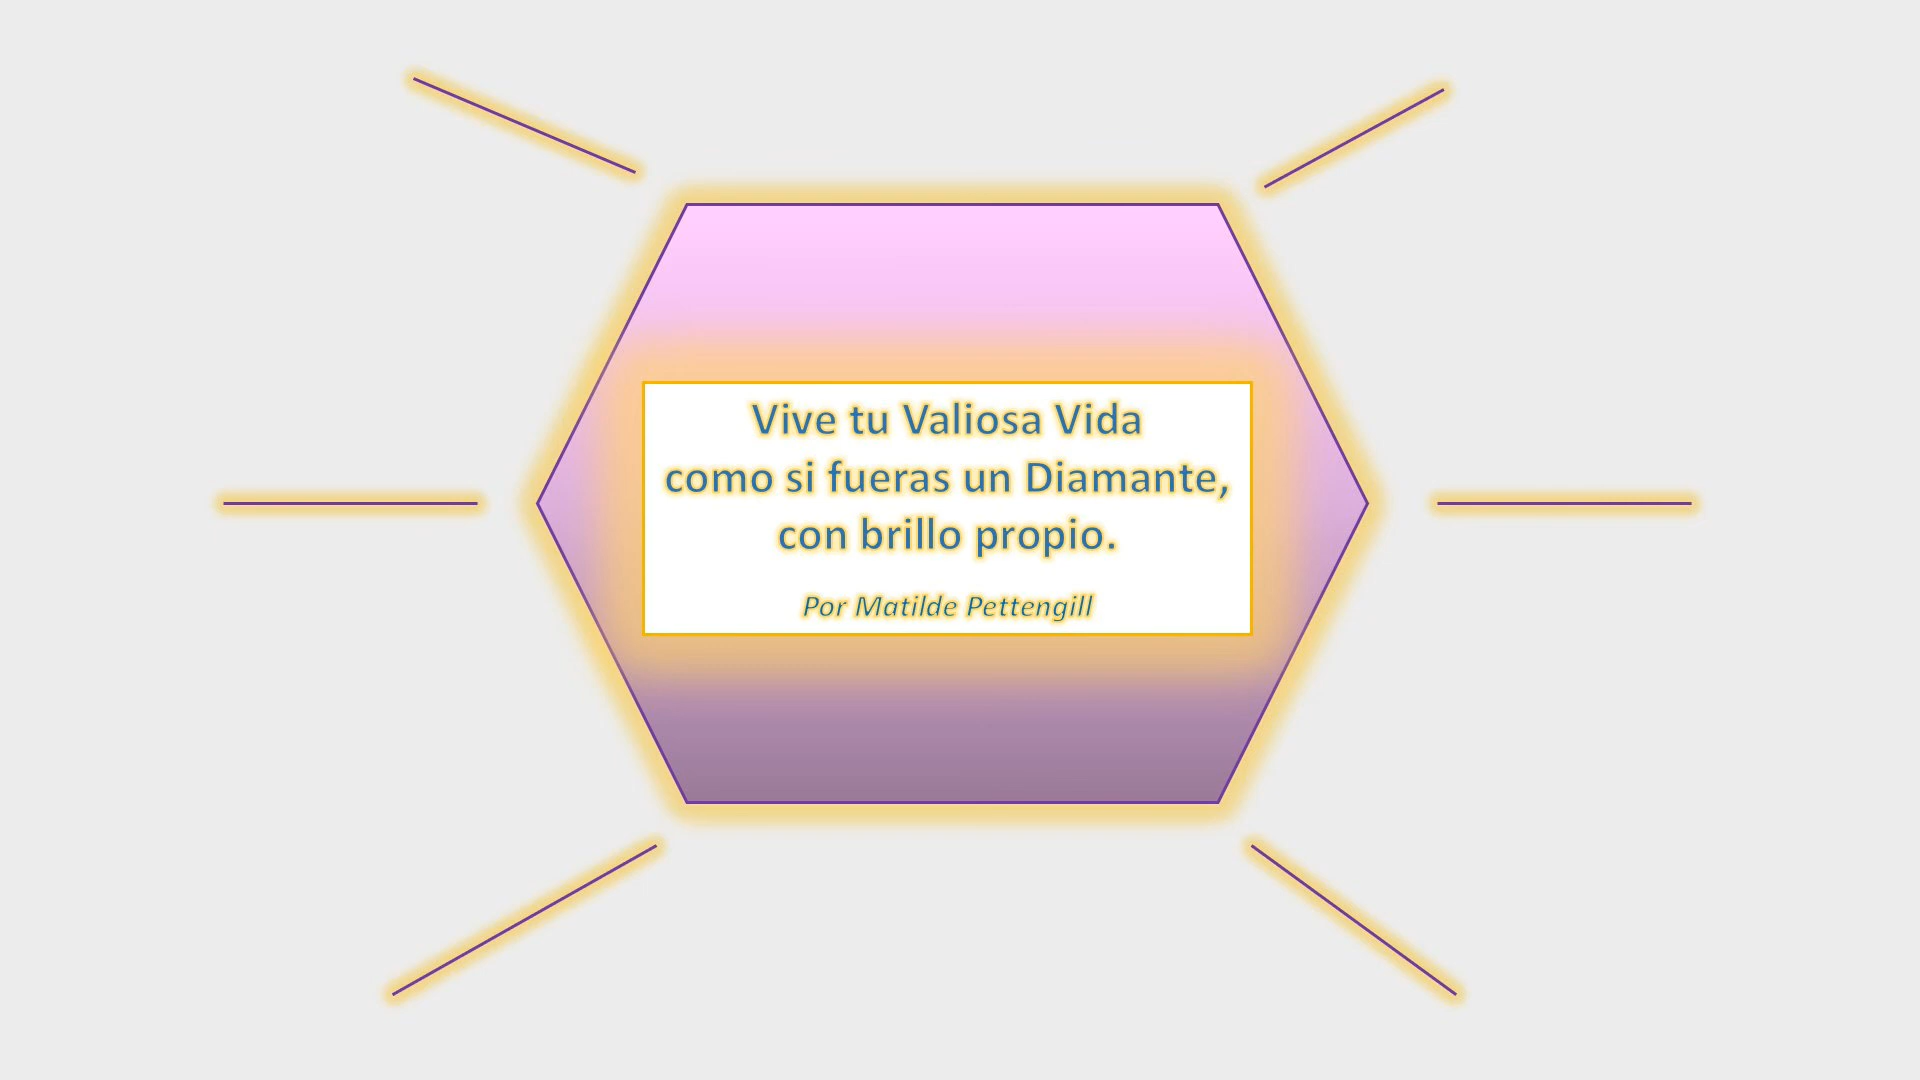 Vive tu Valiosa Vida
como si fueras un Diamante,
con brillo propio.
Por Matilde Pettengill